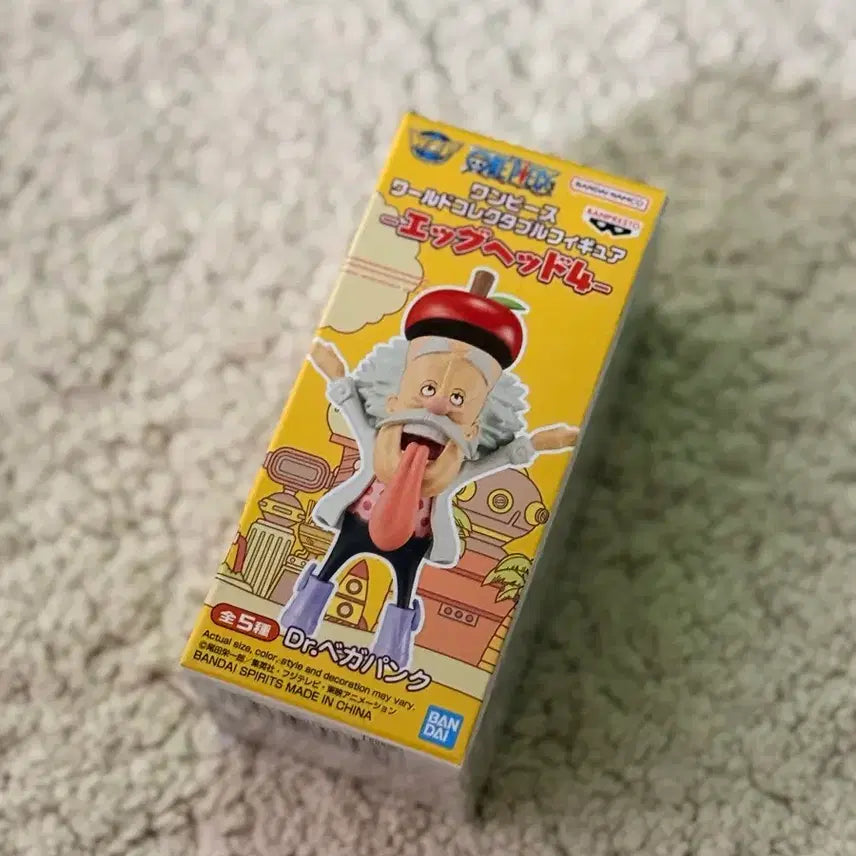 WCF ONE PIECE
BANDAI NAMCO
BANPRESTO
ワンピース
ワールドコレクタブルフィギュア
-エッグヘッド4-
全5種
Dr.ベガパンク
Actual size, color, style and decoration may vary.
©尾田栄一郎/集英社・フジテレビ・東映アニメーション
BANDAI SPIRITS MADE IN CHINA
BAN
DAI